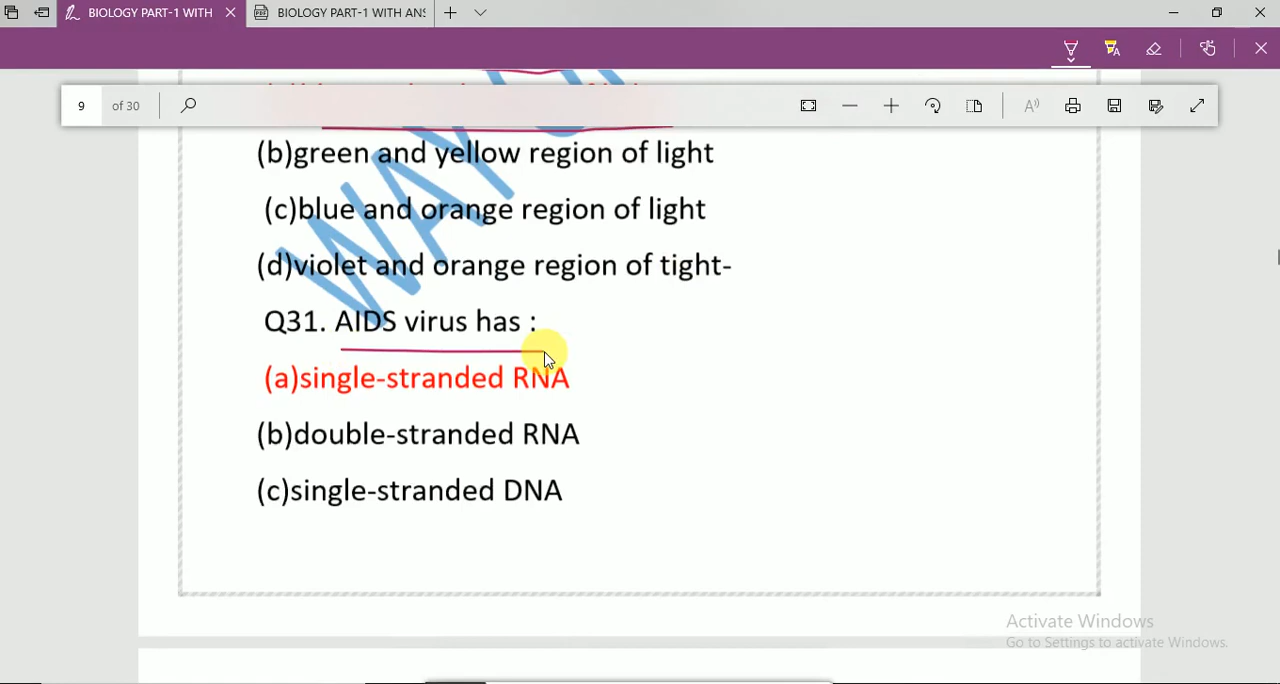 BIOLOGY PART-1 WITH
BIOLOGY PART-1 WITH ANS
9 of 30
(b)green and yellow region of light
(c)blue and orange region of light
(d)violet and orange region of tight-
Q31. AIDS virus has :
(a)single-stranded RNA
(b)double-stranded RNA
(c)single-stranded DNA
WAY
Activate Windows
Go to Settings to activate Windows.